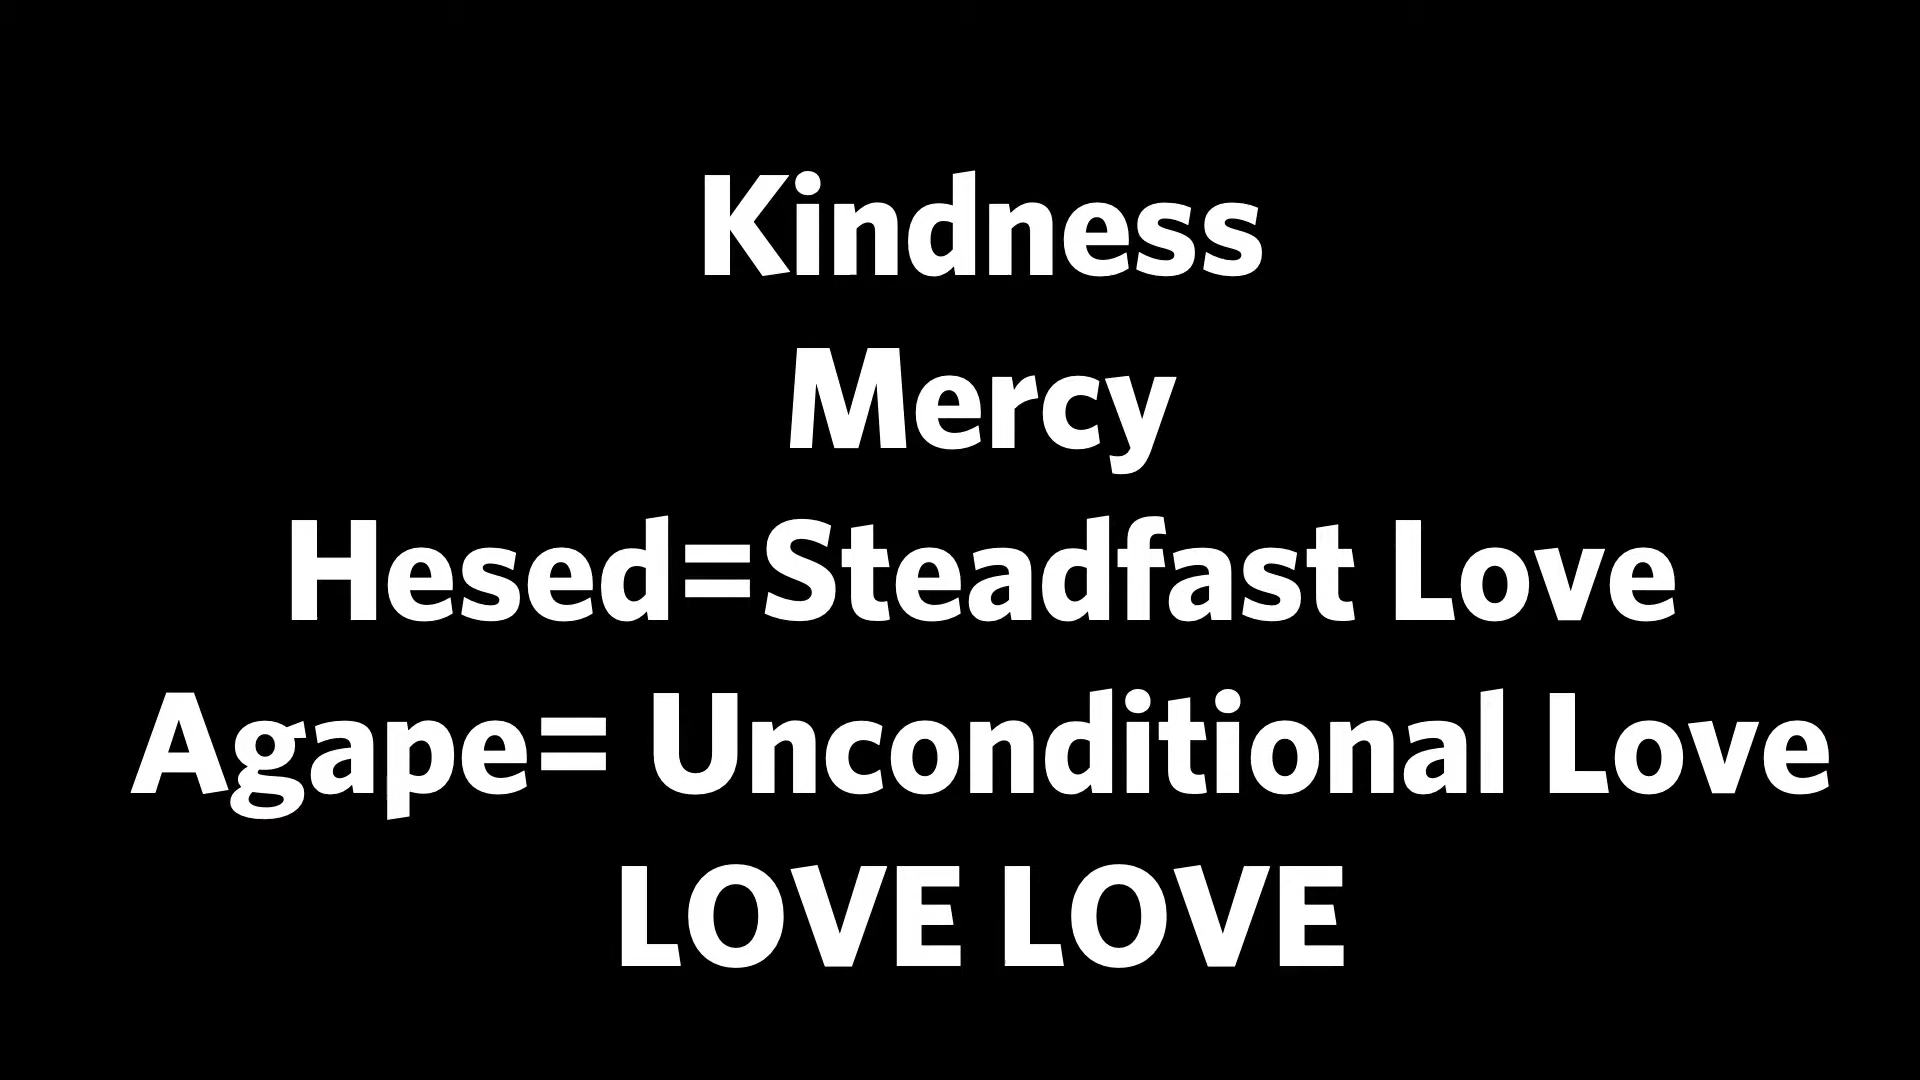 Kindness
Mercy
Hesed=Steadfast Love
Agape= Unconditional Love
LOVE LOVE